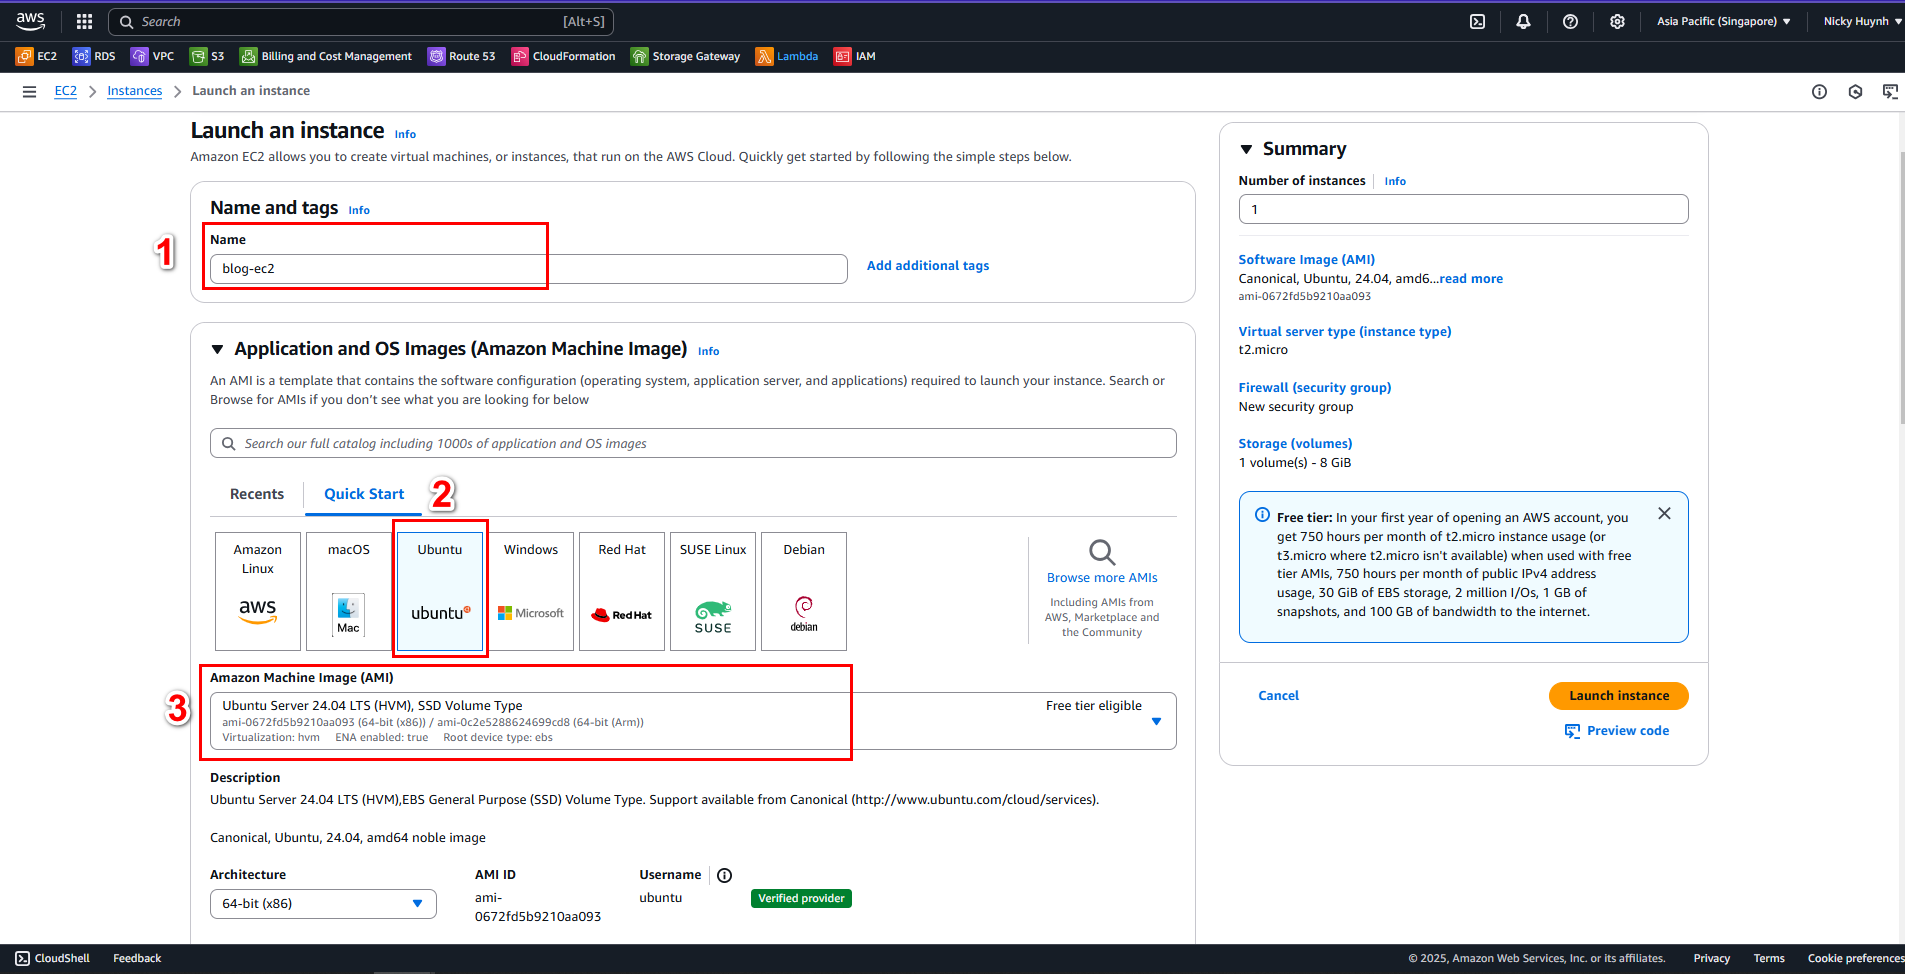 aws
Search
[Alt+S]
Asia Pacific (Singapore)
Nicky Huynh
EC2
RDS
VPC
S3
Billing and Cost Management
Route 53
CloudFormation
Storage Gateway
Lambda
IAM
EC2
Instances
Launch an instance
Launch an instance Info
Amazon EC2 allows you to create virtual machines, or instances, that run on the AWS Cloud. Quickly get started by following the simple steps below.
Name and tags Info
1
Name
blog-ec2
Add additional tags
Application and OS Images (Amazon Machine Image) Info
An AMI is a template that contains the software configuration (operating system, application server, and applications) required to launch your instance. Search or
Browse for AMIs if you don’t see what you are looking for below
Search our full catalog including 1000s of application and OS images
Recents
Quick Start
2
Amazon
Linux
aws
macOS
Mac
Ubuntu
ubuntu
Windows
Microsoft
Red Hat
Red Hat
SUSE Linux
SUSE
Debian
debian
Browse more AMIs
Including AMIs from
AWS, Marketplace and
the Community
3
Amazon Machine Image (AMI)
Ubuntu Server 24.04 LTS (HVM), SSD Volume Type
Free tier eligible
ami-0672fd5b9210aa093 (64-bit (x86)) / ami-0c2e5288624699cd8 (64-bit (Arm))
Virtualization: hvm ENA enabled: true Root device type: ebs
Description
Ubuntu Server 24.04 LTS (HVM),EBS General Purpose (SSD) Volume Type. Support available from Canonical (http://www.ubuntu.com/cloud/services).
Canonical, Ubuntu, 24.04, amd64 noble image
Architecture
64-bit (x86)
AMI ID
ami-
0672fd5b9210aa093
Username
ubuntu
Verified provider
Summary
Number of instances Info
1
Software Image (AMI)
Canonical, Ubuntu, 24.04, amd6...read more
ami-0672fd5b9210aa093
Virtual server type (instance type)
t2.micro
Firewall (security group)
New security group
Storage (volumes)
1 volume(s) - 8 GiB
Free tier: In your first year of opening an AWS account, you
get 750 hours per month of t2.micro instance usage (or
t3.micro where t2.micro isn't available) when used with free
tier AMIs, 750 hours per month of public IPv4 address
usage, 30 GiB of EBS storage, 2 million I/Os, 1 GB of
snapshots, and 100 GB of bandwidth to the internet.
Cancel
Launch instance
Preview code
CloudShell
Feedback
© 2025, Amazon Web Services, Inc. or its affiliates.
Privacy
Terms
Cookie preferences